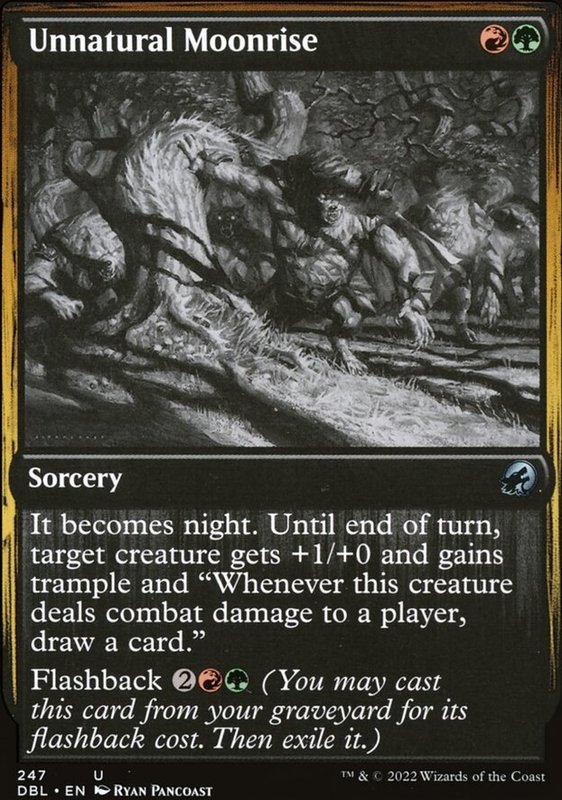 Unnatural Moonrise
Sorcery
It becomes night. Until end of turn,
target creature gets +1/+0 and gains
trample and “Whenever this creature
deals combat damage to a player,
draw a card.”
Flashback 2 (You may cast
this card from your graveyard for its
flashback cost. Then exile it.)
247 U
DBL • EN Ryan Pancoast
™ & © 2022 Wizards of the Coast